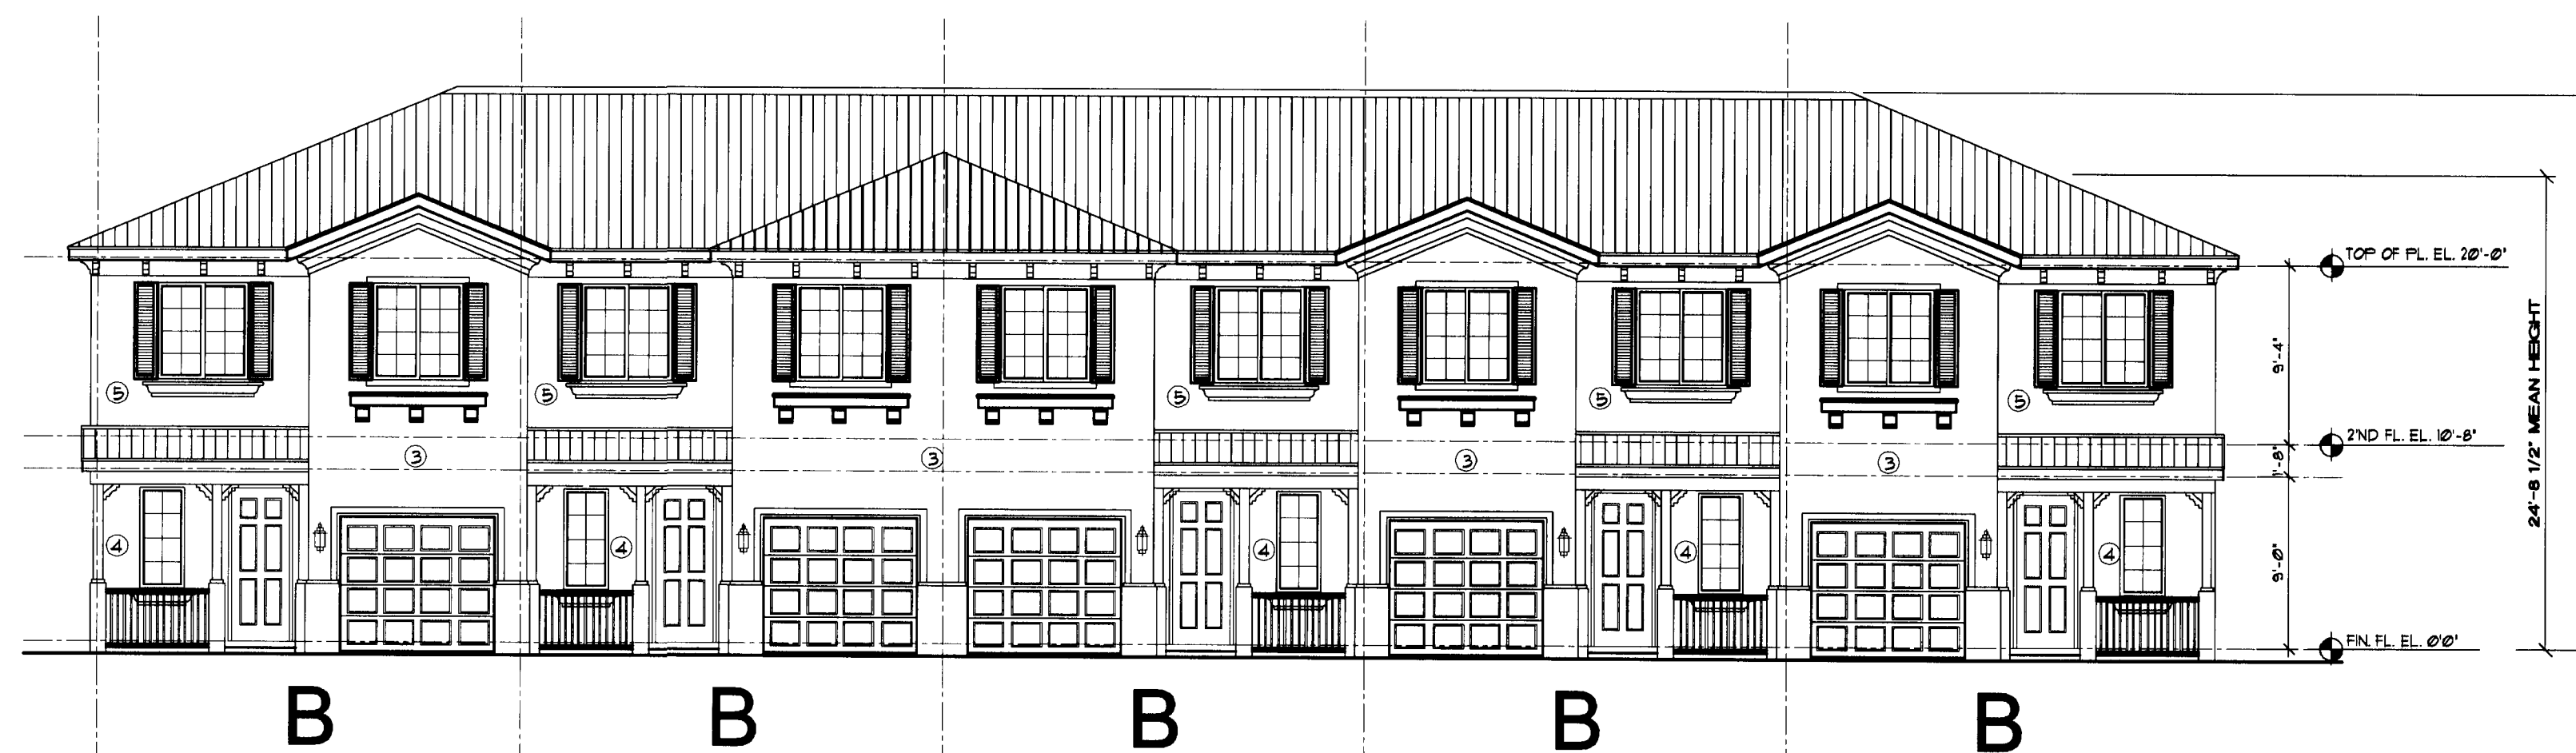 TOP OF PL. EL. 20'-0"
5
5
5
5
5
9'-4"
24'-8 1/2" MEAN HEIGHT
2'ND FL. EL. 10'-8"
3
3
3
3
1'-8"
4
4
4
4
4
9'-0"
FIN. FL. EL. 0'0"
B
B
B
B
B